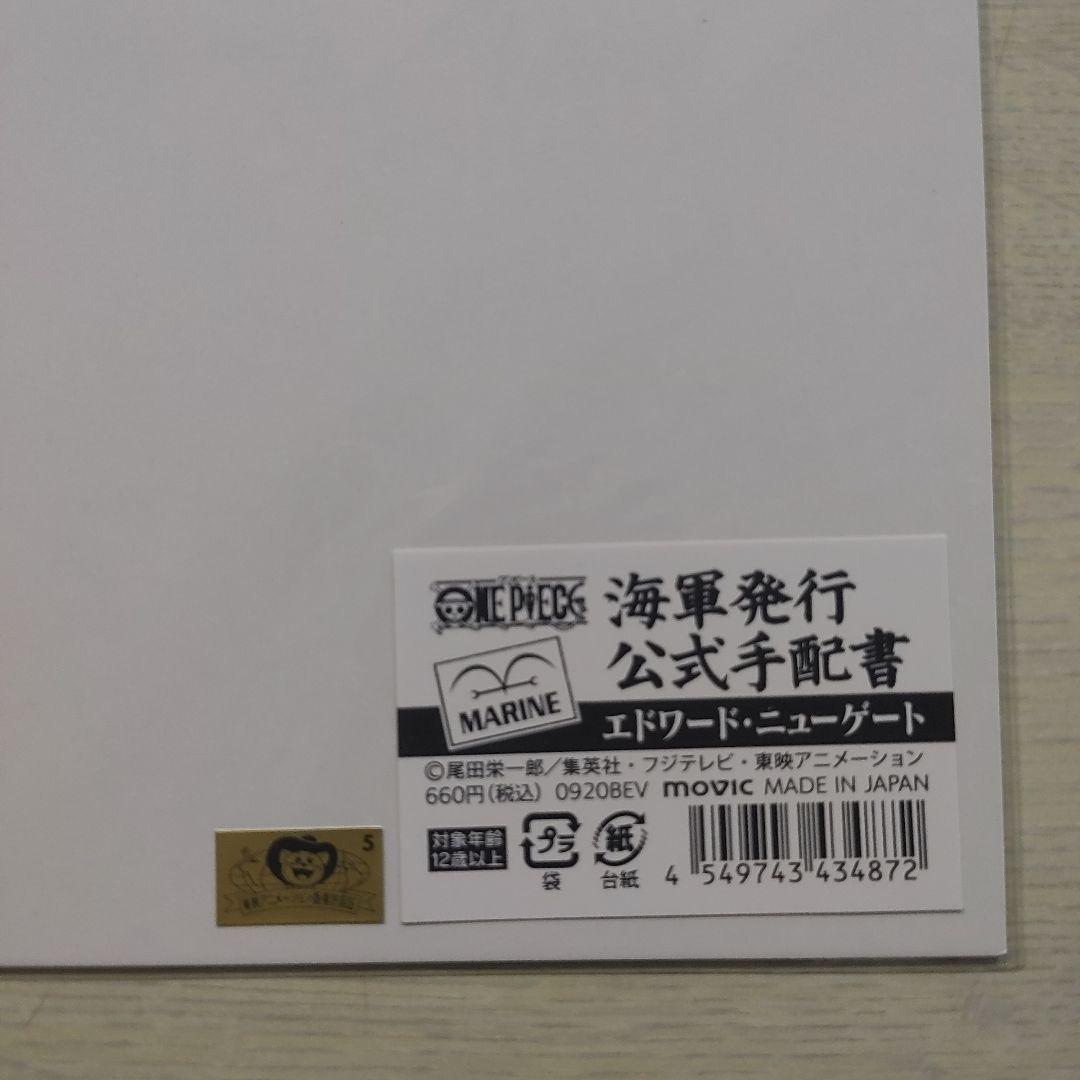 ONE PIECE
海軍発行
公式手配書
MARINE
エドワード・ニューゲート
©尾田栄一郎／集英社・フジテレビ・東映アニメーション
660円(税込) 0920BEV movic MADE IN JAPAN
対象年齢
12歳以上
プラ
袋
紙
台紙
4 549743 434872
5